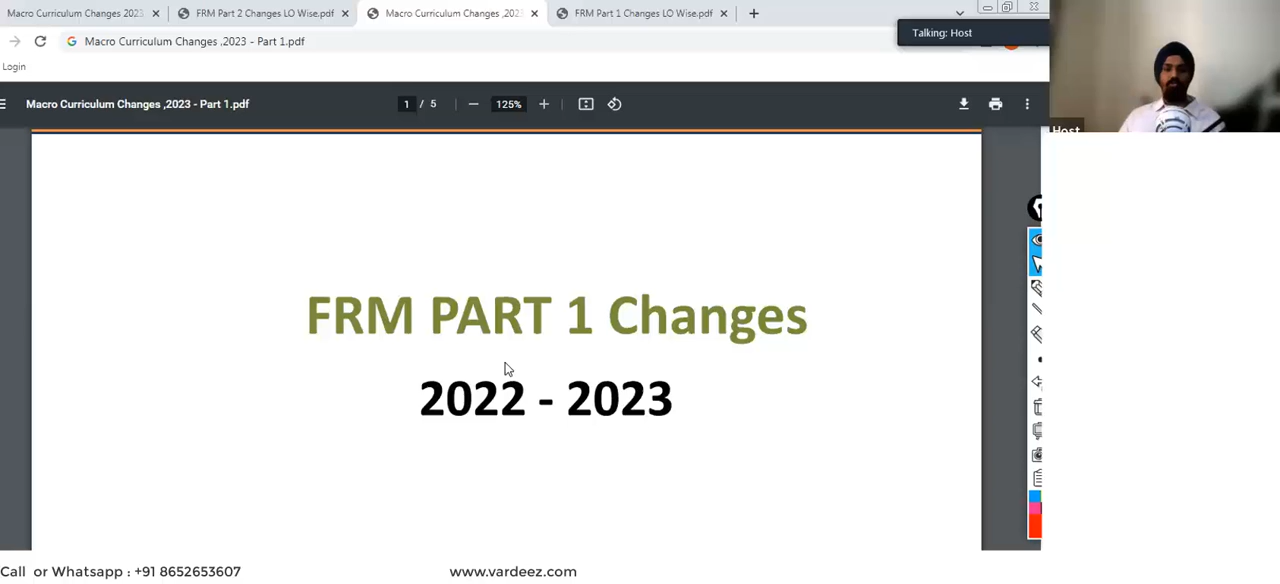 Macro Curriculum Changes 2023
FRM Part 2 Changes LO Wise.pdf
Macro Curriculum Changes ,202
FRM Part 1 Changes LO Wise.pdf
Talking: Host
Macro Curriculum Changes ,2023 - Part 1.pdf
Login
Macro Curriculum Changes ,2023 - Part 1.pdf
1 / 5
125%
Host
FRM PART 1 Changes
2022 - 2023
Call or Whatsapp : +91 8652653607
www.vardeez.com